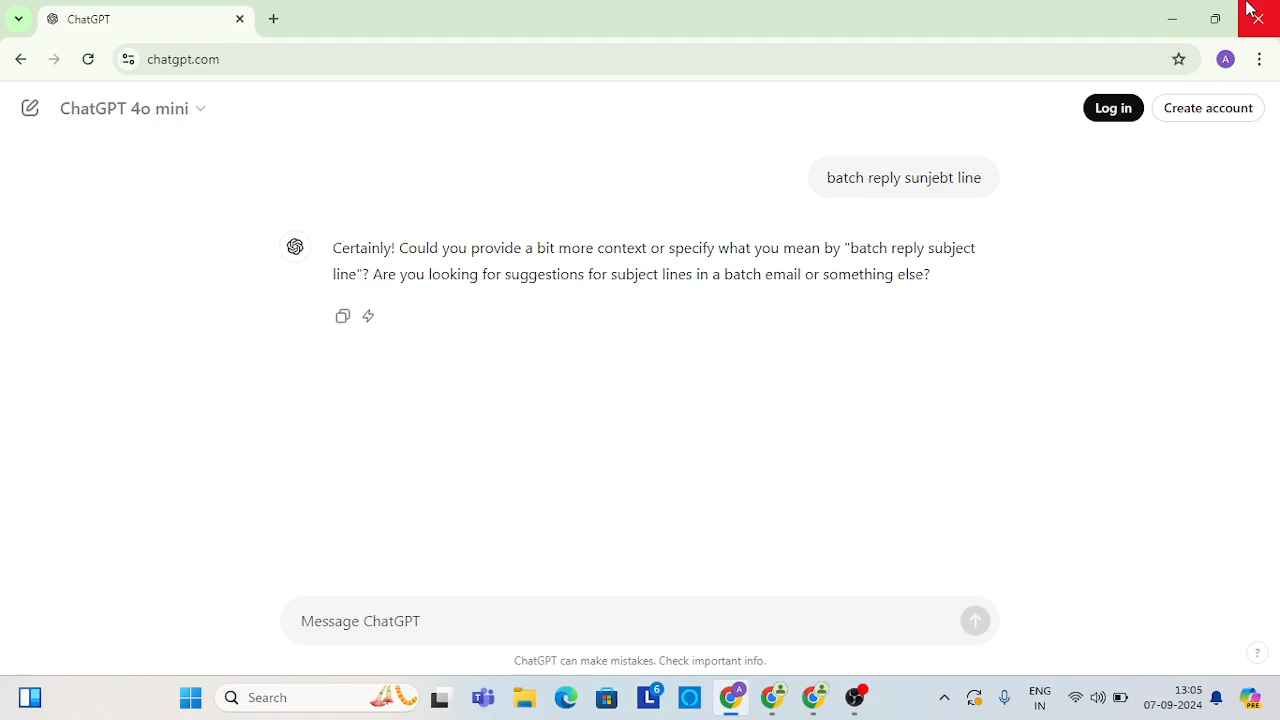 ChatGPT
chatgpt.com
A
ChatGPT 4o mini
Log in
Create account
batch reply sunjebt line
Certainly! Could you provide a bit more context or specify what you mean by "batch reply subject
line"? Are you looking for suggestions for subject lines in a batch email or something else?
Message ChatGPT
ChatGPT can make mistakes. Check important info.
?
Search
T
L
6
A
ENG
IN
13:05
07-09-2024
PRE